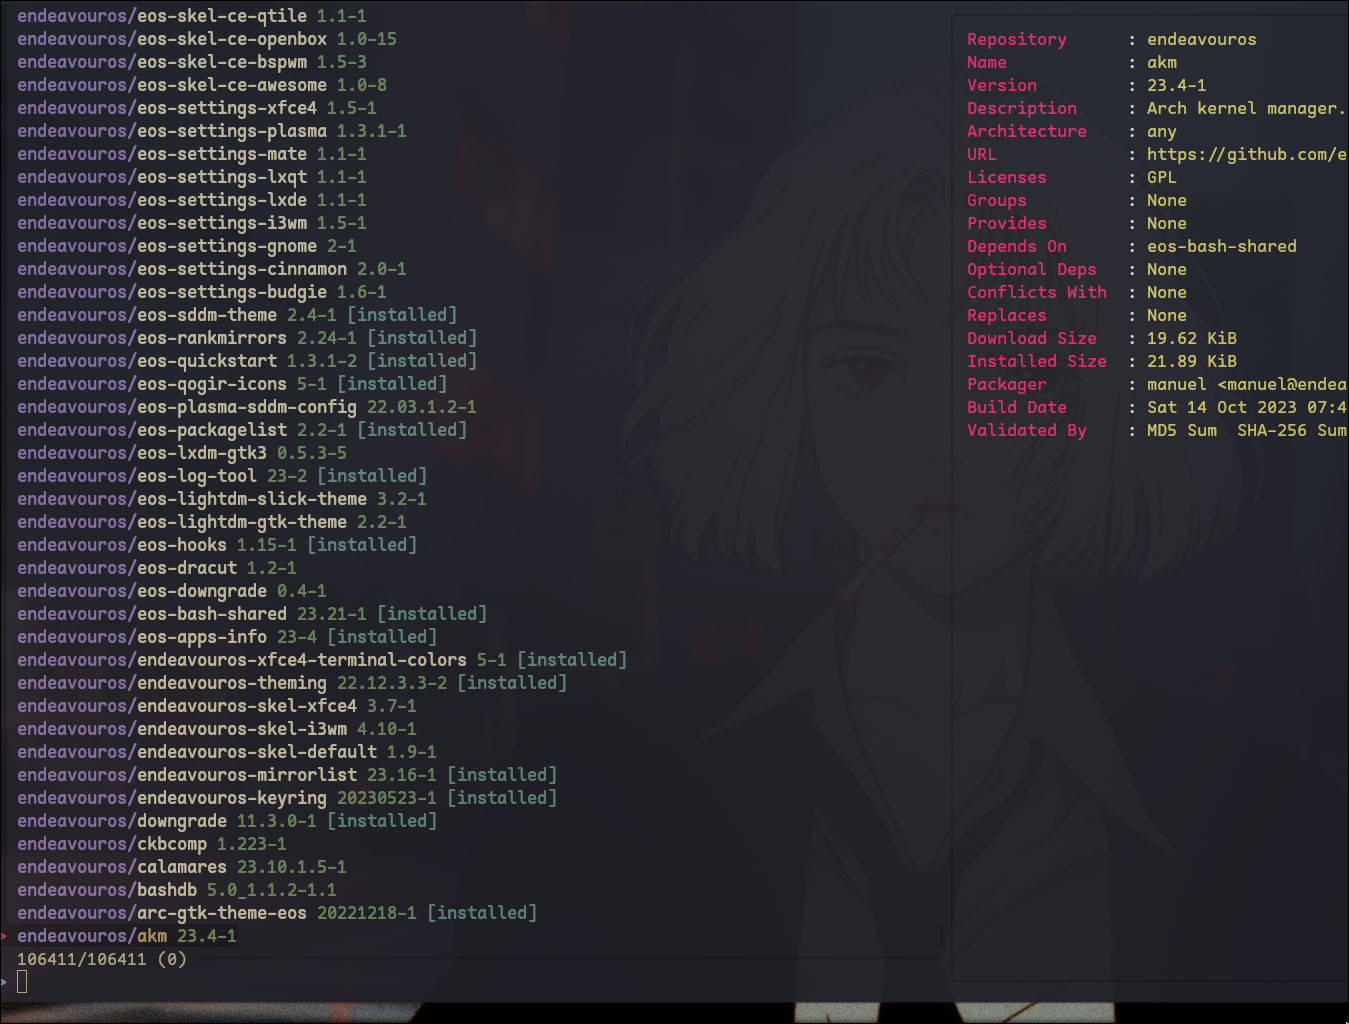 endeavouros/eos-skel-ce-qtile 1.1-1
endeavouros/eos-skel-ce-openbox 1.0-15
endeavouros/eos-skel-ce-bspwm 1.5-3
endeavouros/eos-skel-ce-awesome 1.0-8
endeavouros/eos-settings-xfce4 1.5-1
endeavouros/eos-settings-plasma 1.3.1-1
endeavouros/eos-settings-mate 1.1-1
endeavouros/eos-settings-lxqt 1.1-1
endeavouros/eos-settings-lxde 1.1-1
endeavouros/eos-settings-i3wm 1.5-1
endeavouros/eos-settings-gnome 2-1
endeavouros/eos-settings-cinnamon 2.0-1
endeavouros/eos-settings-budgie 1.6-1
endeavouros/eos-sddm-theme 2.4-1 [installed]
endeavouros/eos-rankmirrors 2.24-1 [installed]
endeavouros/eos-quickstart 1.3.1-2 [installed]
endeavouros/eos-qogir-icons 5-1 [installed]
endeavouros/eos-plasma-sddm-config 22.03.1.2-1
endeavouros/eos-packagelist 2.2-1 [installed]
endeavouros/eos-lxdm-gtk3 0.5.3-5
endeavouros/eos-log-tool 23-2 [installed]
endeavouros/eos-lightdm-slick-theme 3.2-1
endeavouros/eos-lightdm-gtk-theme 2.2-1
endeavouros/eos-hooks 1.15-1 [installed]
endeavouros/eos-dracut 1.2-1
endeavouros/eos-downgrade 0.4-1
endeavouros/eos-bash-shared 23.21-1 [installed]
endeavouros/eos-apps-info 23-4 [installed]
endeavouros/endeavouros-xfce4-terminal-colors 5-1 [installed]
endeavouros/endeavouros-theming 22.12.3.3-2 [installed]
endeavouros/endeavouros-skel-xfce4 3.7-1
endeavouros/endeavouros-skel-i3wm 4.10-1
endeavouros/endeavouros-skel-default 1.9-1
endeavouros/endeavouros-mirrorlist 23.16-1 [installed]
endeavouros/endeavouros-keyring 20230523-1 [installed]
endeavouros/downgrade 11.3.0-1 [installed]
endeavouros/ckbcomp 1.223-1
endeavouros/calamares 23.10.1.5-1
endeavouros/bashdb 5.0_1.1.2-1.1
endeavouros/arc-gtk-theme-eos 20221218-1 [installed]
> endeavouros/akm 23.4-1
106411/106411 (0)
>
Repository : endeavouros
Name : akm
Version : 23.4-1
Description : Arch kernel manager.
Architecture : any
URL : https://github.com/e
Licenses : GPL
Groups : None
Provides : None
Depends On : eos-bash-shared
Optional Deps : None
Conflicts With : None
Replaces : None
Download Size : 19.62 KiB
Installed Size : 21.89 KiB
Packager : manuel <manuel@endea
Build Date : Sat 14 Oct 2023 07:4
Validated By : MD5 Sum SHA-256 Sum